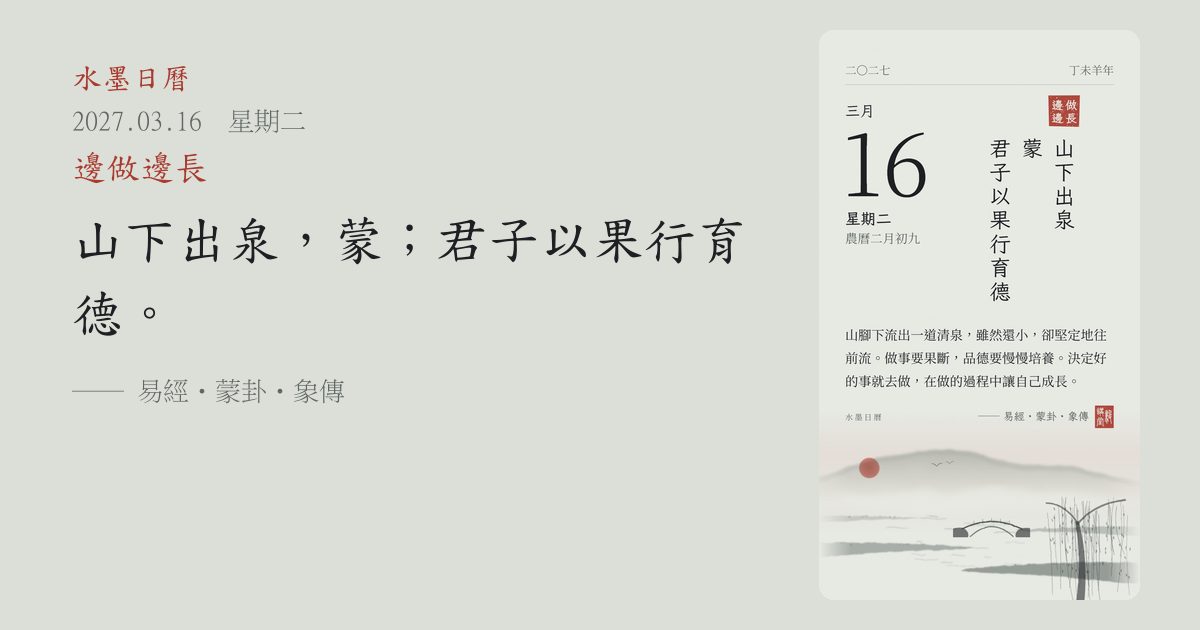 水墨日曆
2027.03.16 星期二
邊做邊長
山下出泉，蒙；君子以果行育
德。
—— 易經・蒙卦・象傳
二〇二七
丁未羊年
三月
16
星期二
農曆二月初九
做長
邊邊
山下出泉
蒙
君子以果行育德
山腳下流出一道清泉，雖然還小，卻堅定地往
前流。做事要果斷，品德要慢慢培養。決定好
的事就去做，在做的過程中讓自己成長。
水墨日曆
—— 易經・蒙卦・象傳